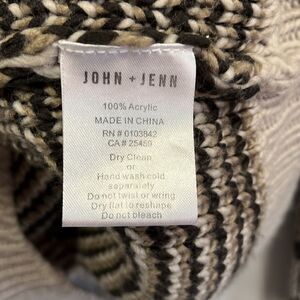 JOHN + JENN
100% Acrylic
MADE IN CHINA
RN # 0103842
CA# 25450
Dry Clean
or
Hand wash cold
separately
Do not twist or wring
Dry flat to reshape
Do not bleach